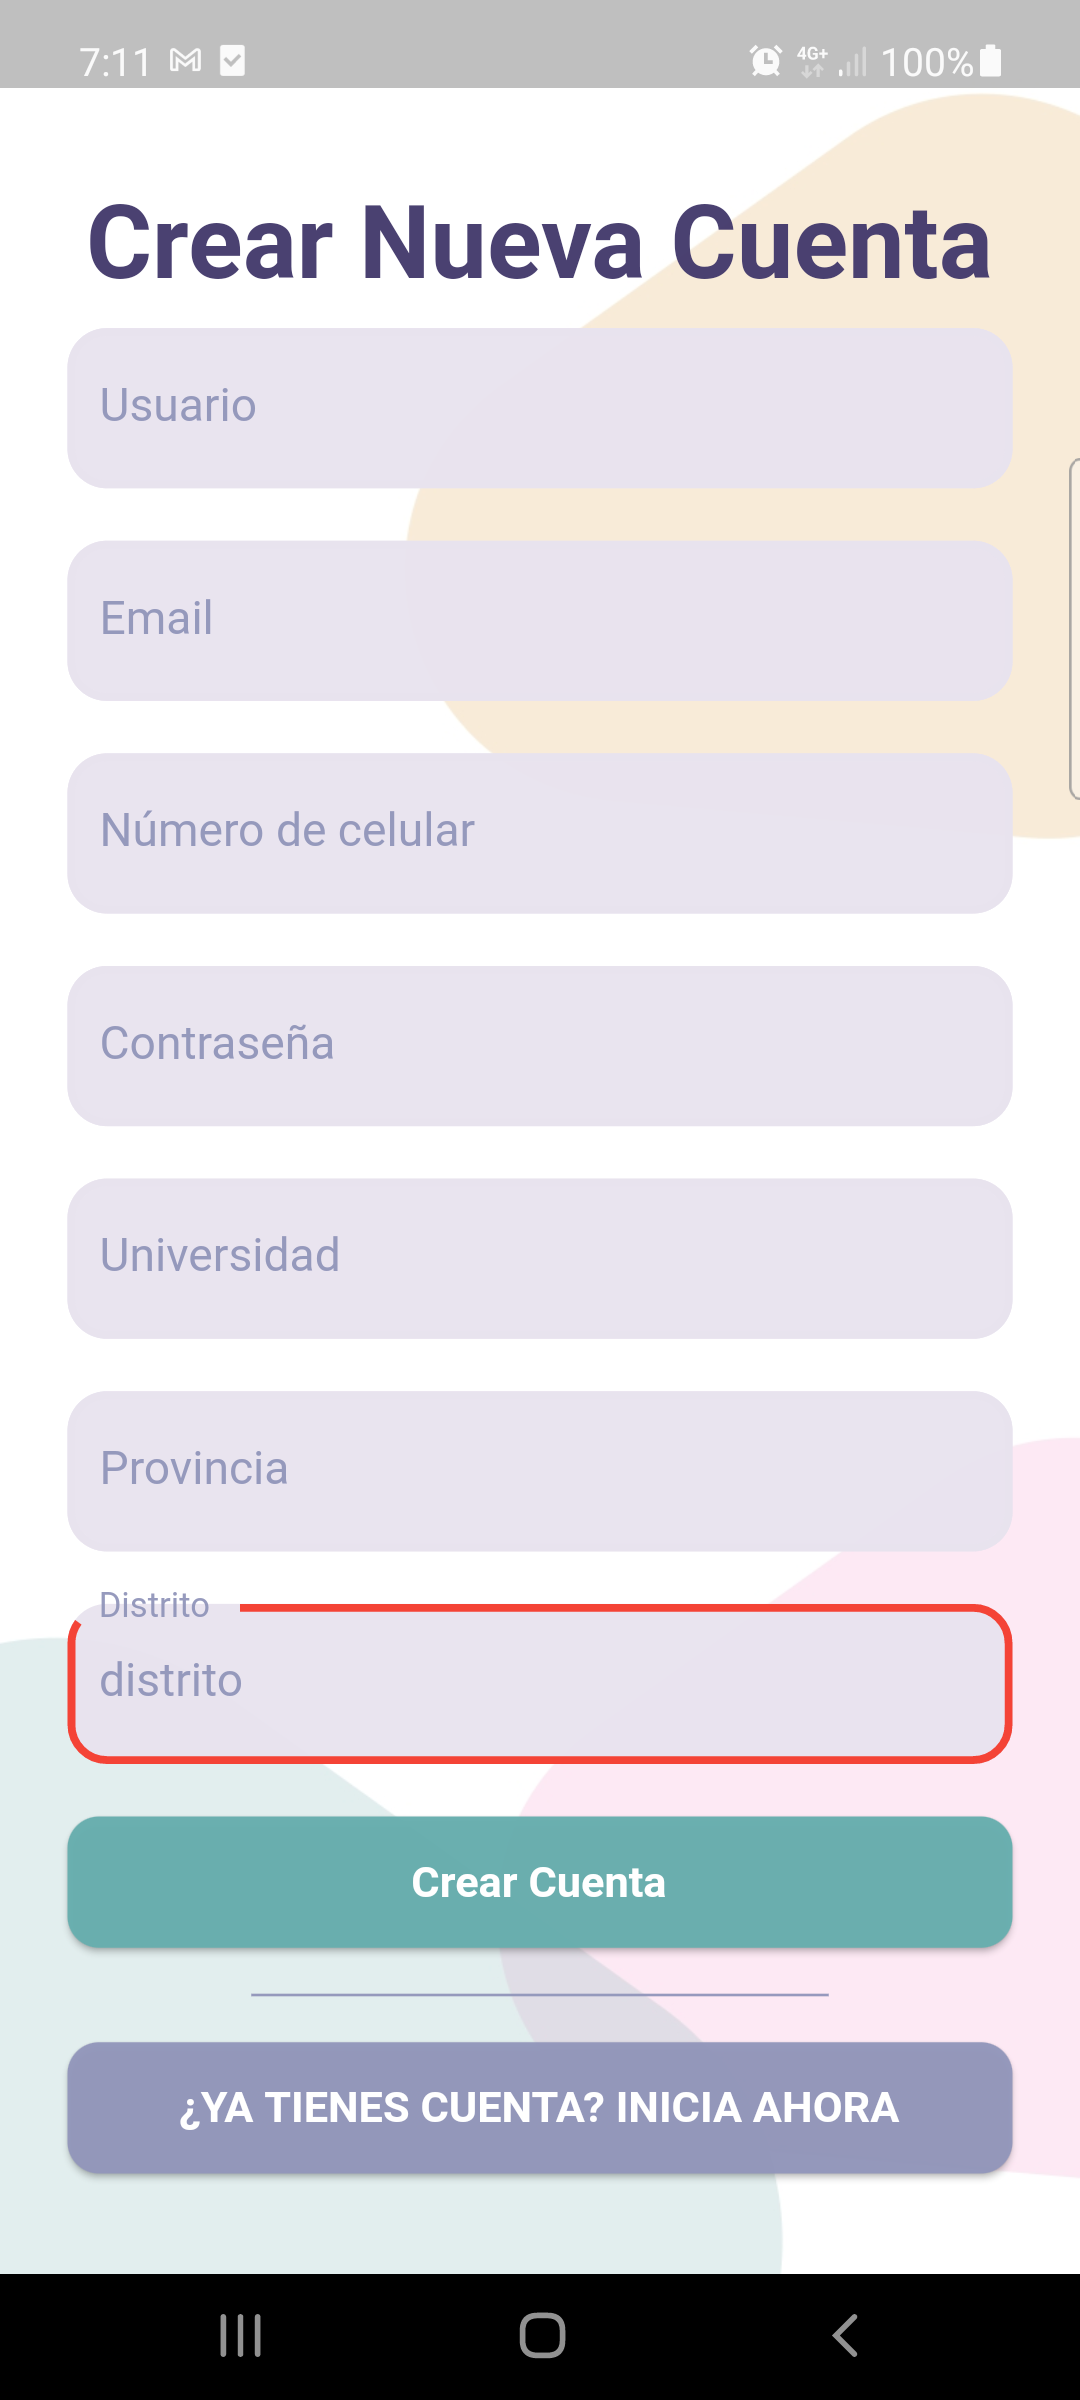 7:11 4G+ 100%
Crear Nueva Cuenta
Usuario
Email
Número de celular
Contraseña
Universidad
Provincia
Distrito
distrito
Crear Cuenta
¿YA TIENES CUENTA? INICIA AHORA